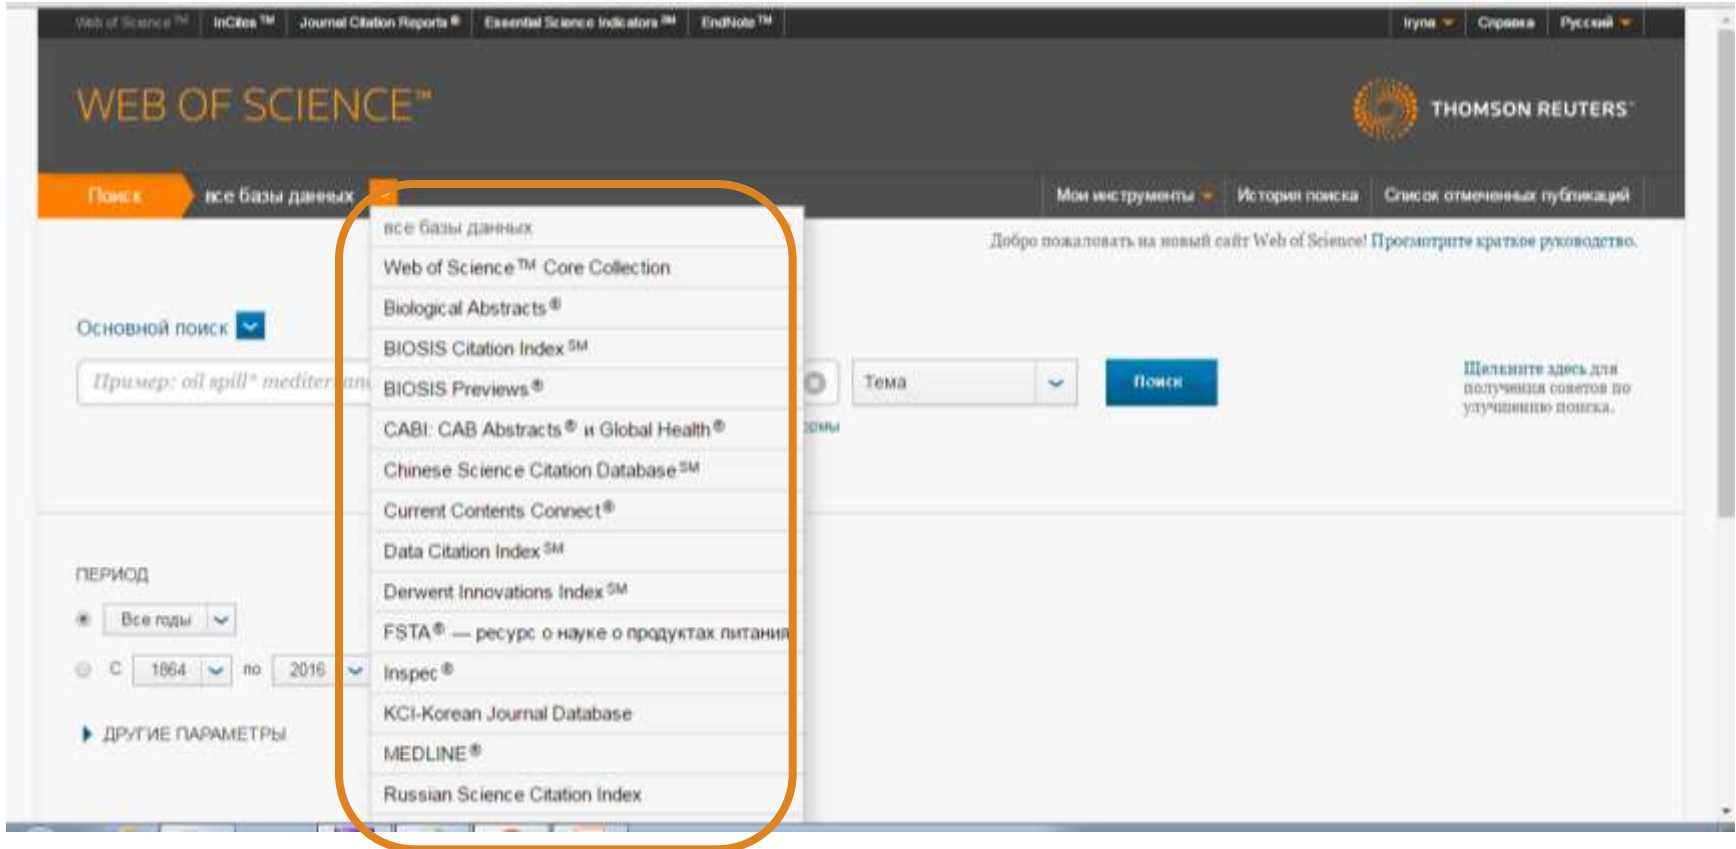 Web of Science™ InCites™ Journal Citation Reports® Essential Science Indicators℠ EndNote™ Iryna Справка Русский
WEB OF SCIENCE™
THOMSON REUTERS™
Поиск все базы данных Мои инструменты История поиска Список отмеченных публикаций
все базы данных
Добро пожаловать на новый сайт Web of Science! Просмотрите краткое руководство.
Web of Science™ Core Collection
Biological Abstracts®
Основной поиск
BIOSIS Citation Index℠
Пример: oil spill* mediterran
BIOSIS Previews®
Тема
Поиск
Щелкните здесь для
получения советов по
улучшению поиска.
CABI: CAB Abstracts® и Global Health®
Chinese Science Citation Database℠
Current Contents Connect®
Data Citation Index℠
ПЕРИОД
Derwent Innovations Index℠
Все годы
FSTA® — ресурс о науке о продуктах питания
С 1864 по 2016
Inspec®
KCI-Korean Journal Database
ДРУГИЕ ПАРАМЕТРЫ
MEDLINE®
Russian Science Citation Index